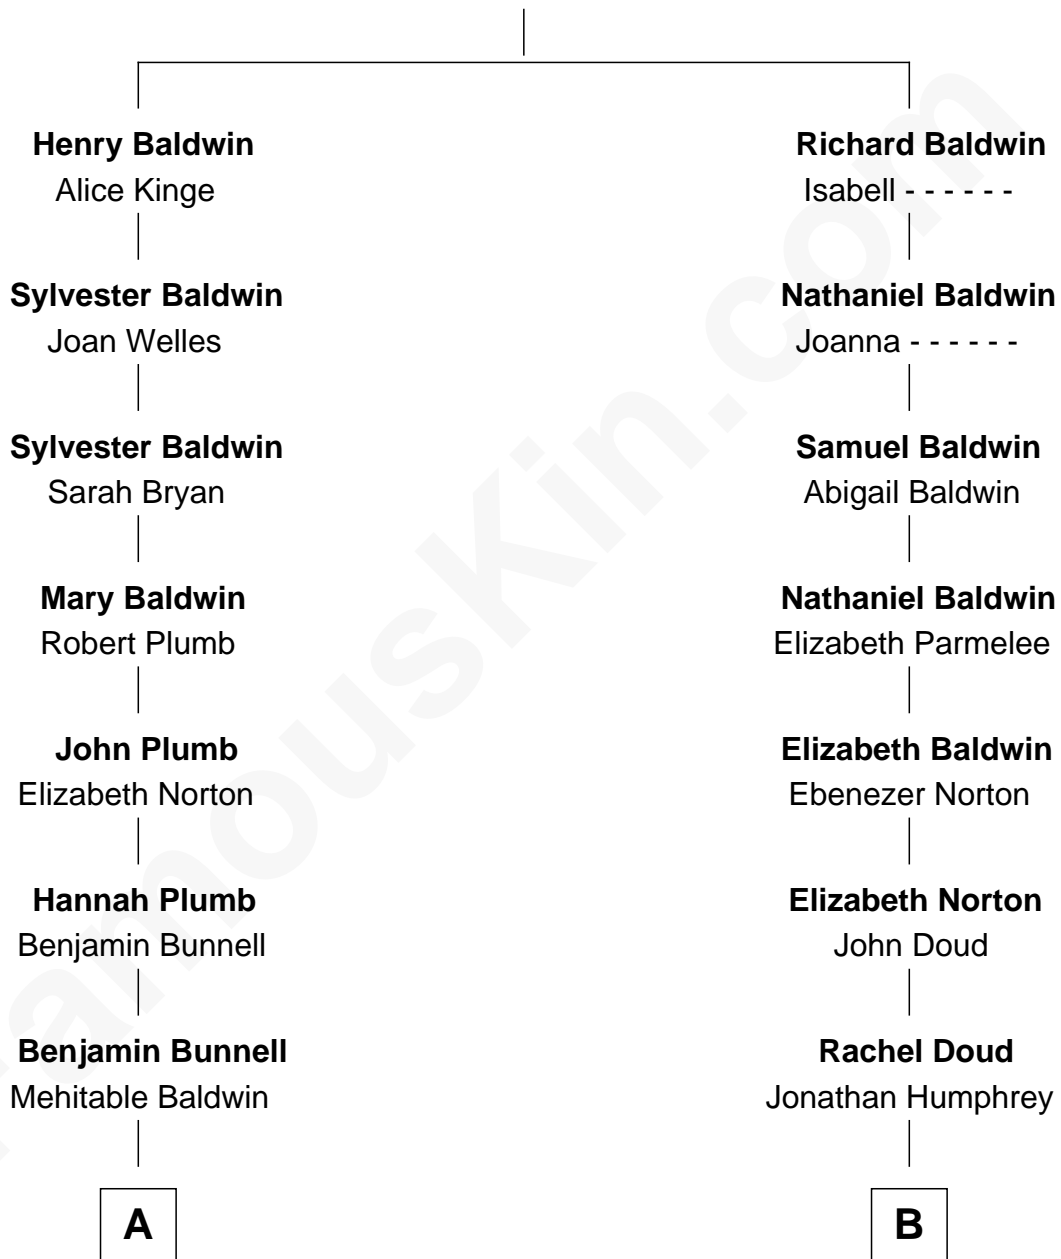 Henry Baldwin
Alice Kinge
Sylvester Baldwin
Joan Welles
Sylvester Baldwin
Sarah Bryan
Mary Baldwin
Robert Plumb
John Plumb
Elizabeth Norton
Hannah Plumb
Benjamin Bunnell
Benjamin Bunnell
Mehitable Baldwin
A
Richard Baldwin
Isabell - - - - - -
Nathaniel Baldwin
Joanna - - - - - -
Samuel Baldwin
Abigail Baldwin
Nathaniel Baldwin
Elizabeth Parmelee
Elizabeth Baldwin
Ebenezer Norton
Elizabeth Norton
John Doud
Rachel Doud
Jonathan Humphrey
B
FamousKin.com